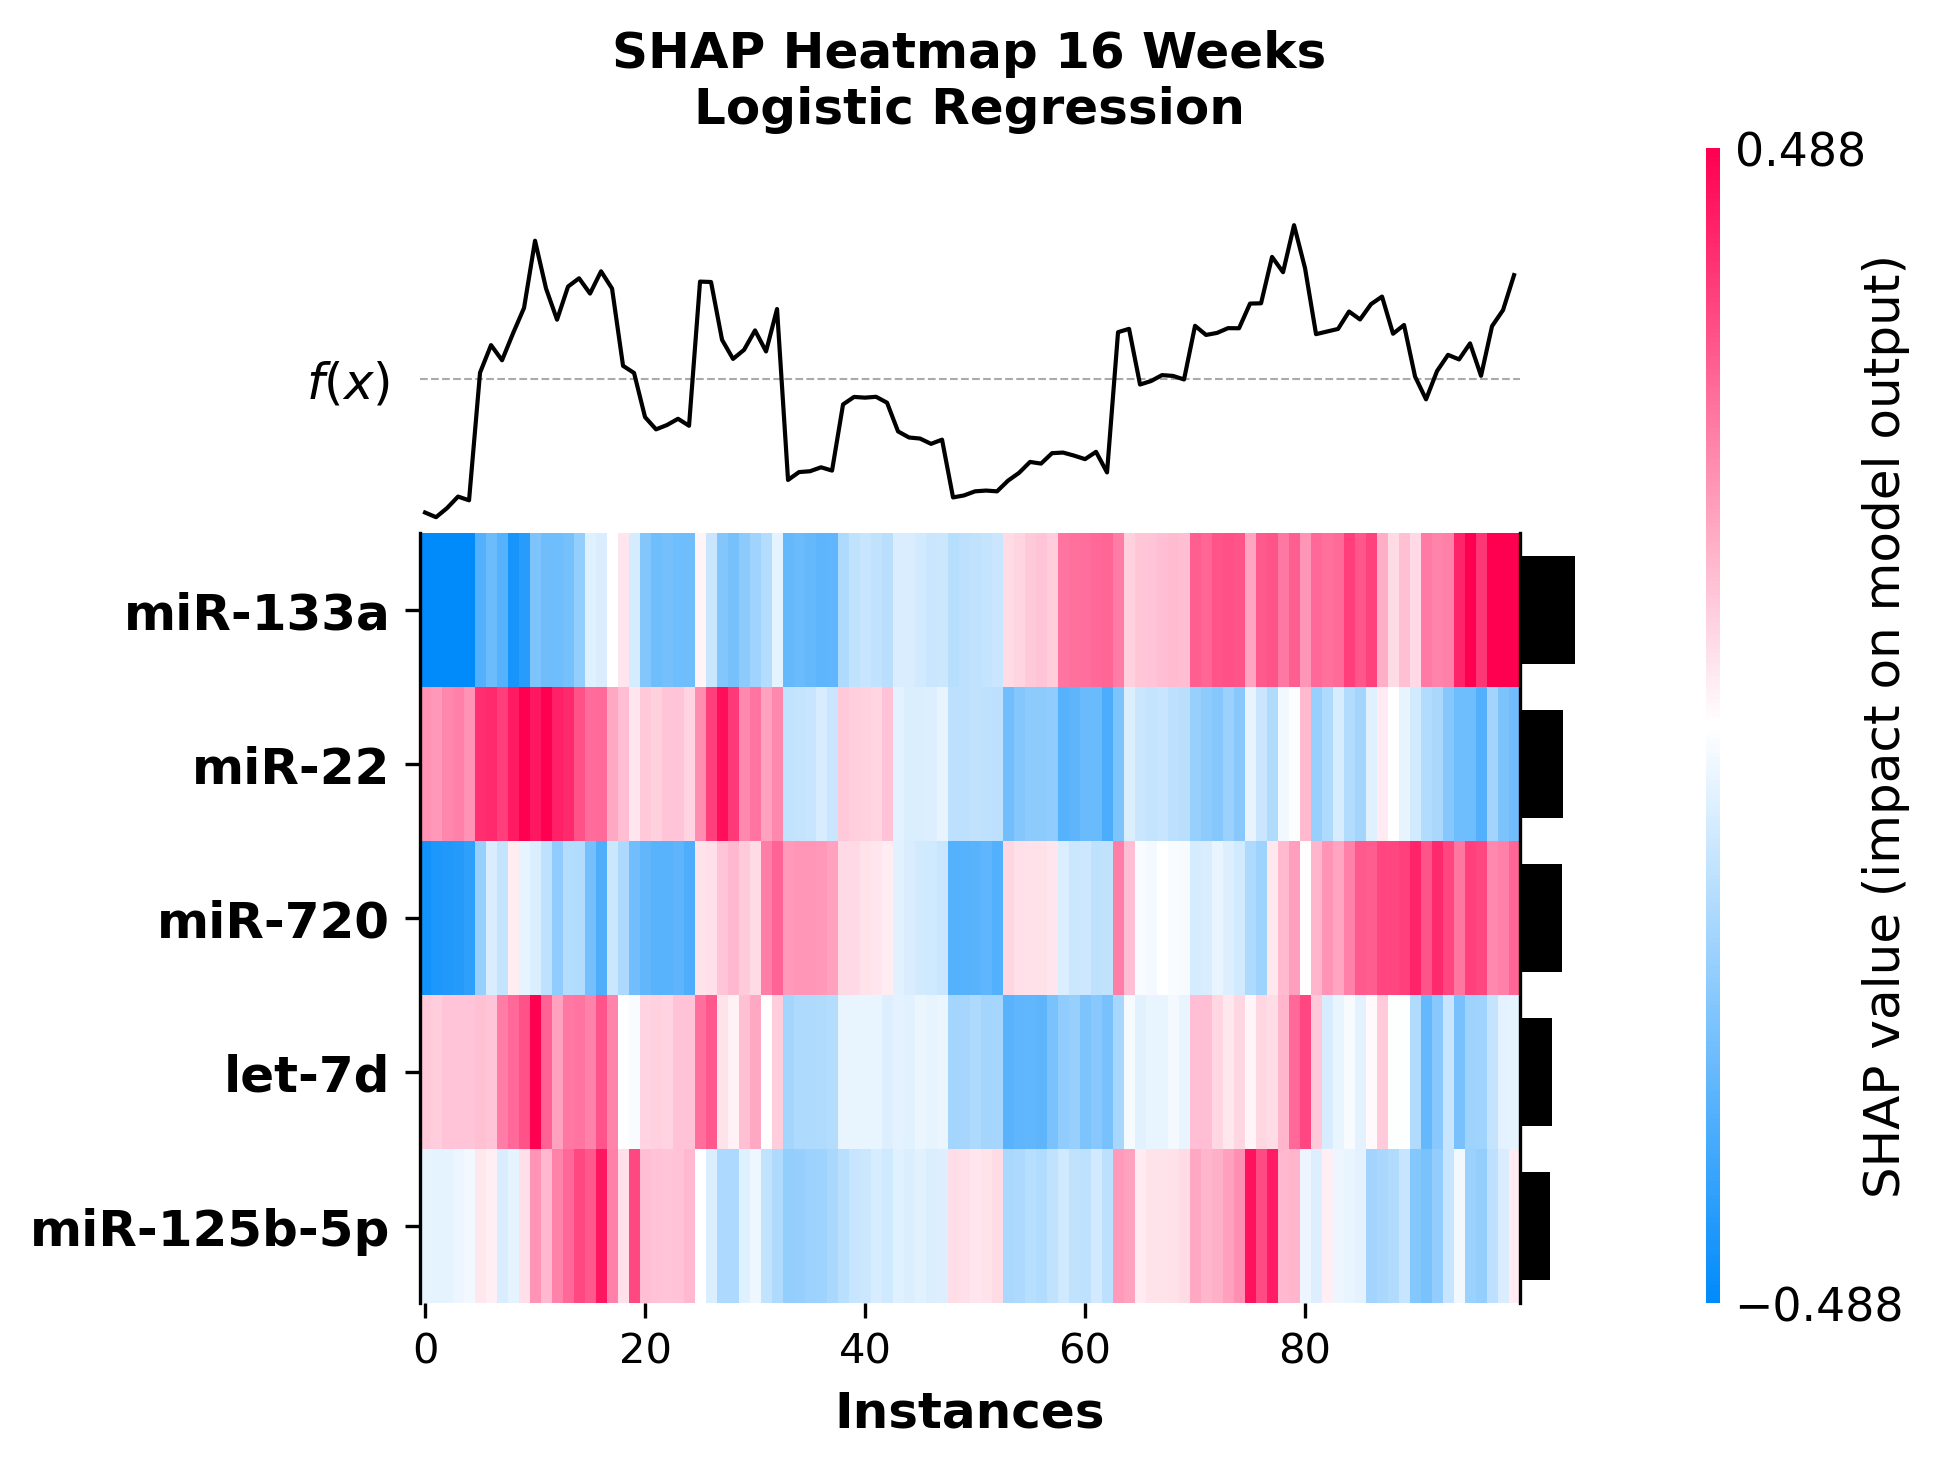 SHAP Heatmap 16 Weeks
Logistic Regression
0.488
f(x)
miR-133a
miR-22
miR-720
let-7d
miR-125b-5p
SHAP value (impact on model output)
−0.488
0 20 40 60 80
Instances